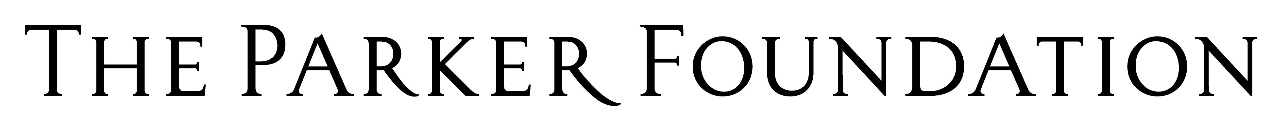 THE PARKER FOUNDATION